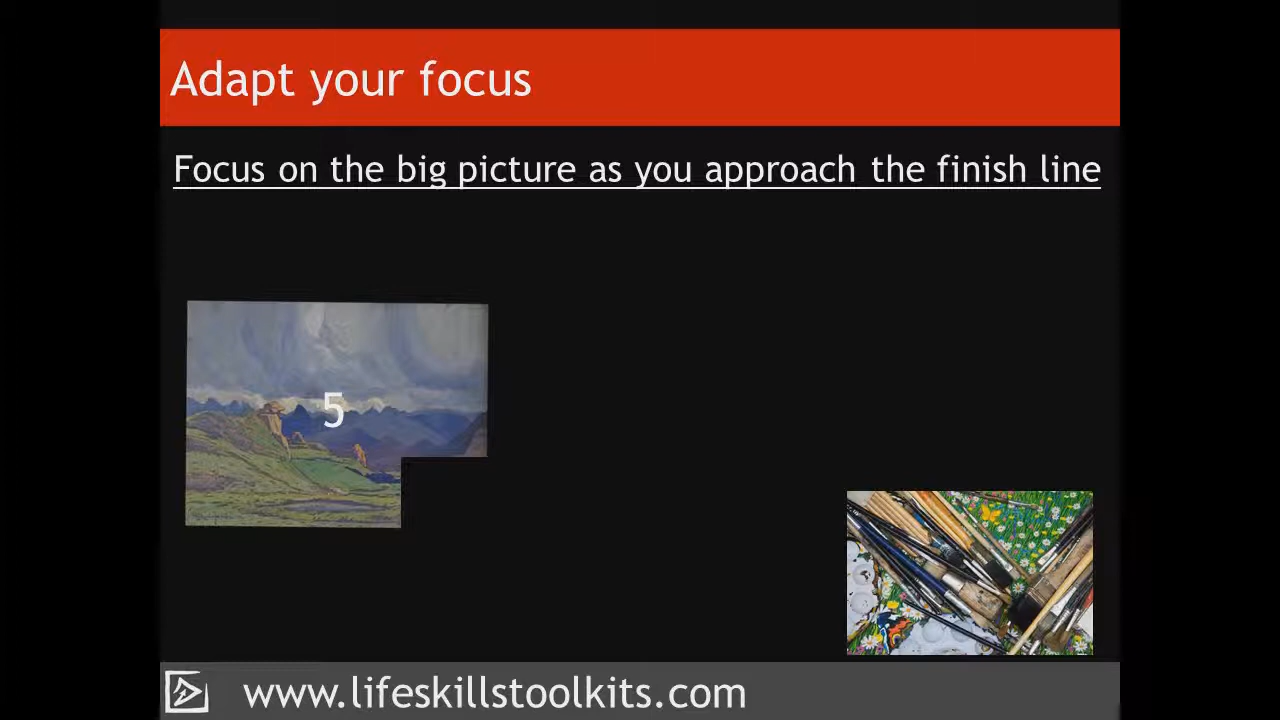 Adapt your focus
Focus on the big picture as you approach the finish line
5
www.lifeskillstoolkits.com